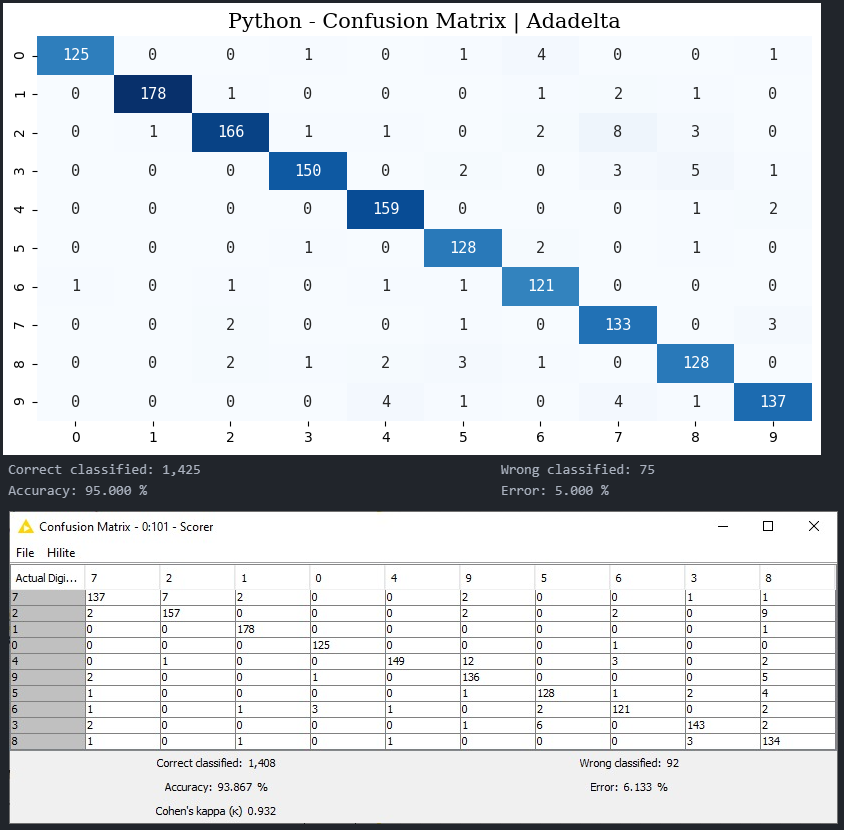 Python - Confusion Matrix | Adadelta
0 125 0 0 1 0 1 4 0 0 1
1 0 178 1 0 0 0 1 2 1 0
2 0 1 166 1 1 0 2 8 3 0
3 0 0 0 150 0 2 0 3 5 1
4 0 0 0 0 159 0 0 0 1 2
5 0 0 0 1 0 128 2 0 1 0
6 1 0 1 0 1 1 121 0 0 0
7 0 0 2 0 0 1 0 133 0 3
8 0 0 2 1 2 3 1 0 128 0
9 0 0 0 0 4 1 0 4 1 137
0 1 2 3 4 5 6 7 8 9
Correct classified: 1,425 Wrong classified: 75
Accuracy: 95.000 % Error: 5.000 %
Confusion Matrix - 0:101 - Scorer
File Hilite
Actual Digi... 7 2 1 0 4 9 5 6 3 8
7 137 7 2 0 0 2 0 0 1 1
2 2 157 0 0 0 2 0 2 0 9
1 0 0 178 0 0 0 0 0 0 1
0 0 0 0 125 0 0 0 1 0 0
4 0 1 0 0 149 12 0 3 0 2
9 2 0 0 1 0 136 0 0 0 5
5 1 0 0 0 0 1 128 1 2 4
6 1 0 1 3 1 0 2 121 0 2
3 2 0 0 0 0 1 6 0 143 2
8 1 0 1 0 1 0 0 0 3 134
Correct classified: 1,408 Wrong classified: 92
Accuracy: 93.867 % Error: 6.133 %
Cohen's kappa (κ) 0.932